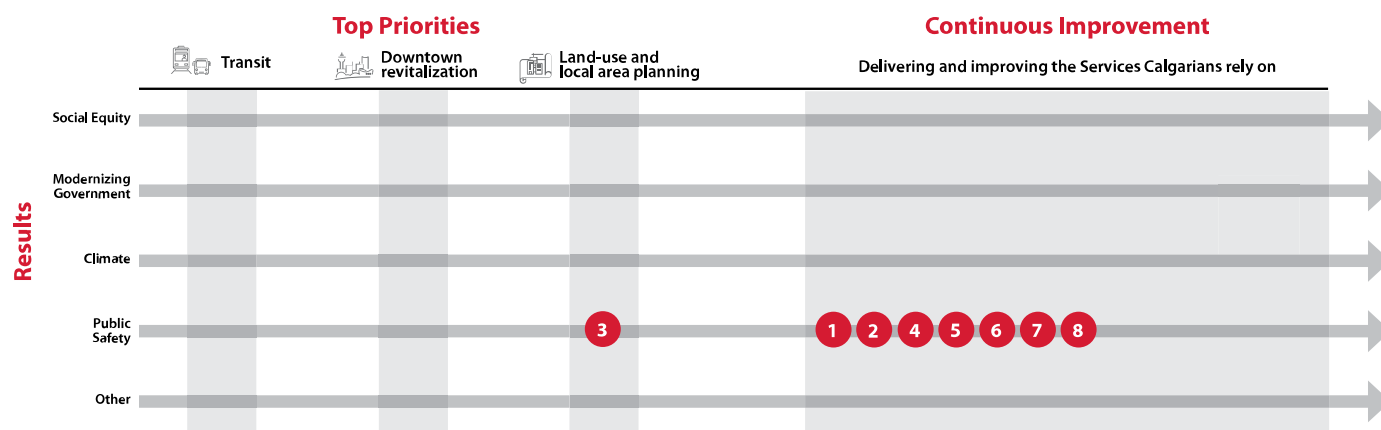 Top Priorities
Continuous Improvement
Transit
Downtown
revitalization
Land-use and
local area planning
Delivering and improving the Services Calgarians rely on
Results
Social Equity
Modernizing
Government
Climate
Public
Safety
3
1 2 4 5 6 7 8
Other